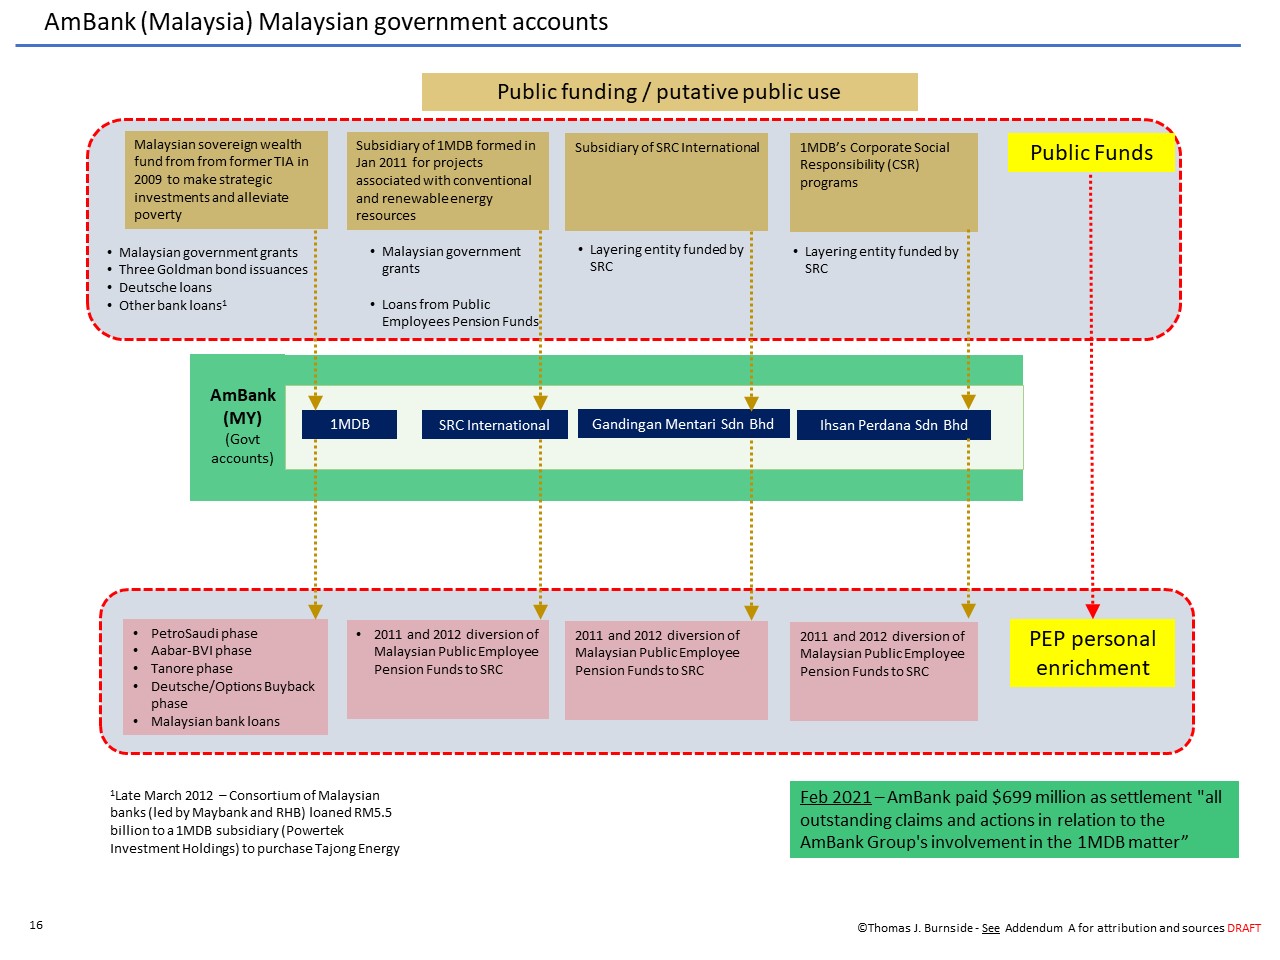 AmBank (Malaysia) Malaysian government accounts
Public funding / putative public use
Malaysian sovereign wealth
fund from from former TIA in
2009 to make strategic
investments and alleviate
poverty
Subsidiary of 1MDB formed in
Jan 2011 for projects
associated with conventional
and renewable energy
resources
Subsidiary of SRC International
1MDB’s Corporate Social
Responsibility (CSR)
programs
Public Funds
• Malaysian government grants
• Three Goldman bond issuances
• Deutsche loans
• Other bank loans¹
• Malaysian government
grants
• Loans from Public
Employees Pension Funds
• Layering entity funded by
SRC
• Layering entity funded by
SRC
AmBank
(MY)
(Govt
accounts)
1MDB
SRC International
Gandingan Mentari Sdn Bhd
Ihsan Perdana Sdn Bhd
• PetroSaudi phase
• Aabar-BVI phase
• Tanore phase
• Deutsche/Options Buyback
phase
• Malaysian bank loans
• 2011 and 2012 diversion of
Malaysian Public Employee
Pension Funds to SRC
2011 and 2012 diversion of
Malaysian Public Employee
Pension Funds to SRC
2011 and 2012 diversion of
Malaysian Public Employee
Pension Funds to SRC
PEP personal
enrichment
¹Late March 2012 – Consortium of Malaysian
banks (led by Maybank and RHB) loaned RM5.5
billion to a 1MDB subsidiary (Powertek
Investment Holdings) to purchase Tajong Energy
Feb 2021 – AmBank paid $699 million as settlement "all
outstanding claims and actions in relation to the
AmBank Group's involvement in the 1MDB matter”
16
©Thomas J. Burnside - See Addendum A for attribution and sources DRAFT